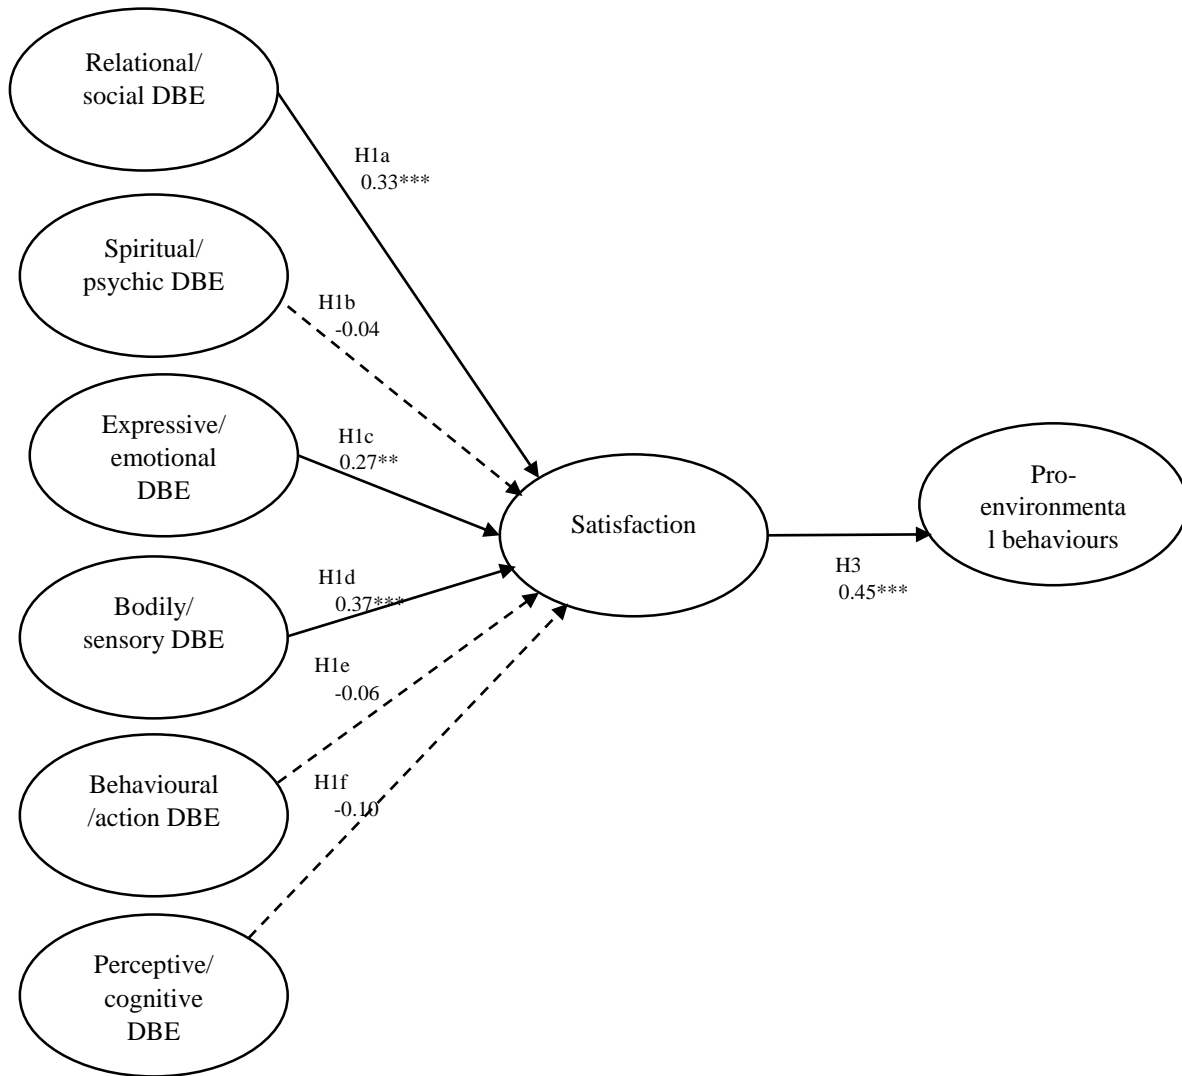 Relational/
social DBE
H1a
0.33***
Spiritual/
psychic DBE
H1b
-0.04
Expressive/
emotional
DBE
H1c
0.27**
Bodily/
sensory DBE
H1d
0.37***
Behavioural
/action DBE
H1e
-0.06
Perceptive/
cognitive
DBE
H1f
-0.10
Satisfaction
H3
0.45***
Pro-
environmenta
l behaviours